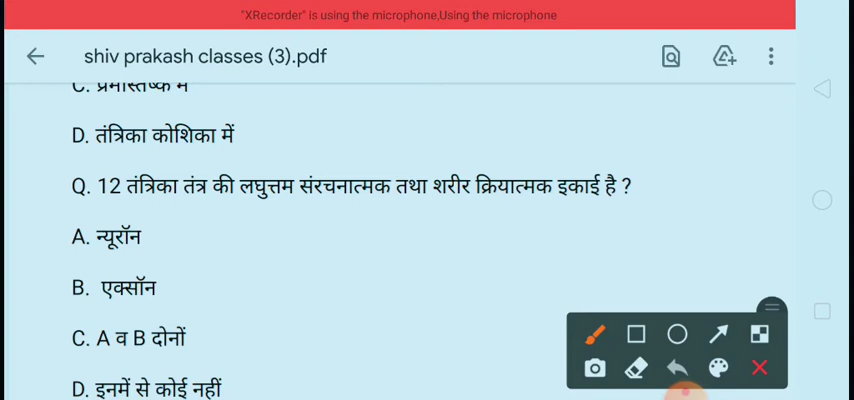 "XRecorder" is using the microphone,Using the microphone
shiv prakash classes (3).pdf
C. प्रमस्तिष्क में
D. तंत्रिका कोशिका में
Q. 12 तंत्रिका तंत्र की लघुत्तम संरचनात्मक तथा शरीर क्रियात्मक इकाई है ?
A. न्यूरॉन
B. एक्सॉन
C. A व B दोनों
D. इनमें से कोई नहीं